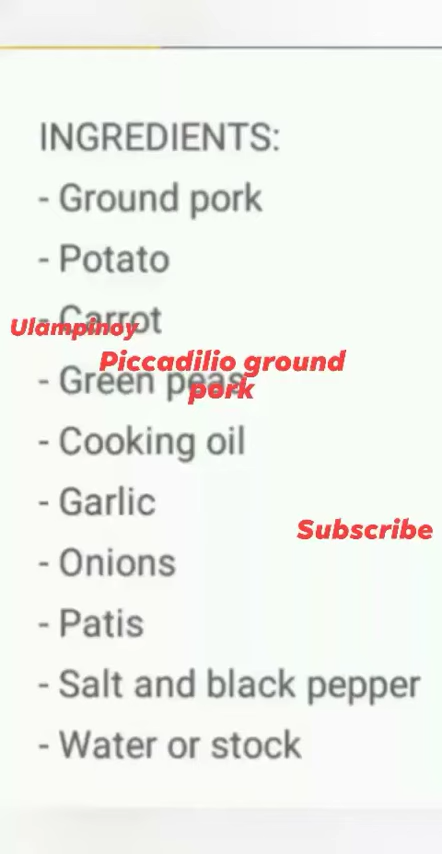 INGREDIENTS:
- Ground pork
- Potato
- Carrot
Ulampinoy
Piccadilio ground
pork
- Green peas
- Cooking oil
- Garlic
Subscribe
- Onions
- Patis
- Salt and black pepper
- Water or stock